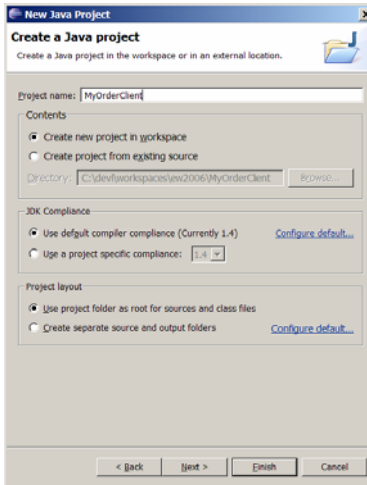 New Java Project
Create a Java project
Create a Java project in the workspace or in an external location.
Project name: MyOrderClient
Contents
Create new project in workspace
Create project from existing source
Directory: C:\devl\workspaces\ew2006\MyOrderClient Browse...
JDK Compliance
Use default compiler compliance (Currently 1.4) Configure default...
Use a project specific compliance: 1.4
Project layout
Use project folder as root for sources and class files
Create separate source and output folders Configure default...
< Back Next > Finish Cancel